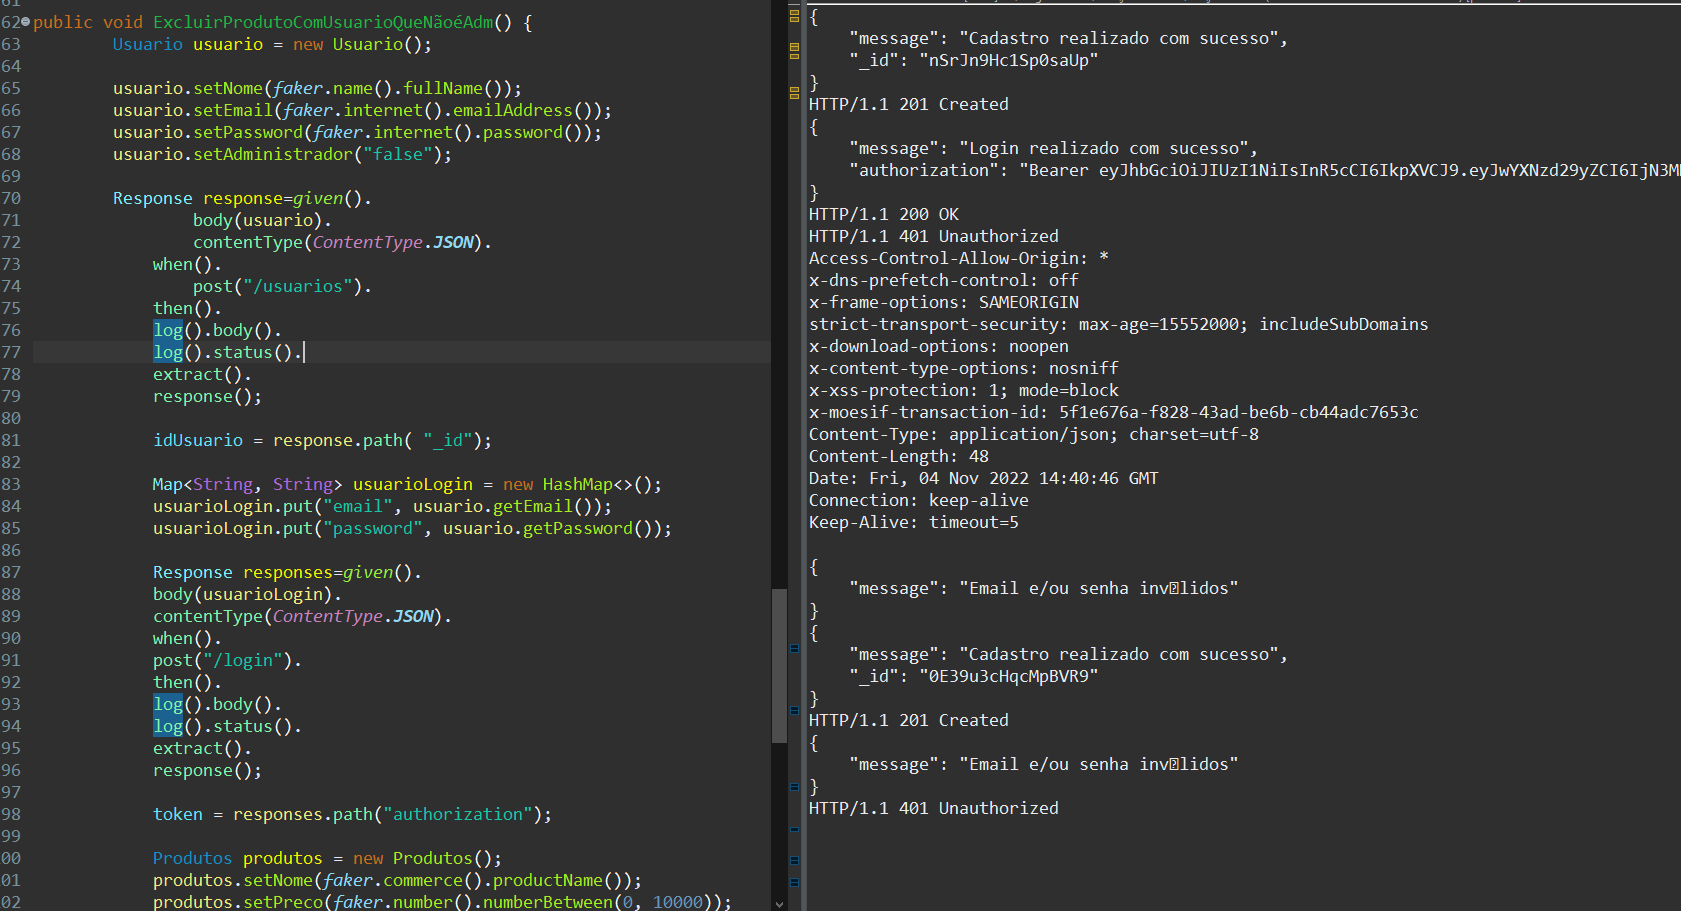 61
62 public void ExcluirProdutoComUsuarioQueNãoéAdm() {
63 Usuario usuario = new Usuario();
64
65 usuario.setNome(faker.name().fullName());
66 usuario.setEmail(faker.internet().emailAddress());
67 usuario.setPassword(faker.internet().password());
68 usuario.setAdministrador("false");
69
70 Response response=given().
71 body(usuario).
72 contentType(ContentType.JSON).
73 when().
74 post("/usuarios").
75 then().
76 log().body().
77 log().status().
78 extract().
79 response();
80
81 idUsuario = response.path( "_id");
82
83 Map<String, String> usuarioLogin = new HashMap<>();
84 usuarioLogin.put("email", usuario.getEmail());
85 usuarioLogin.put("password", usuario.getPassword());
86
87 Response responses=given().
88 body(usuarioLogin).
89 contentType(ContentType.JSON).
90 when().
91 post("/login").
92 then().
93 log().body().
94 log().status().
95 extract().
96 response();
97
98 token = responses.path("authorization");
99
00 Produtos produtos = new Produtos();
01 produtos.setNome(faker.commerce().productName());
02 produtos.setPreco(faker.number().numberBetween(0, 10000));
{
"message": "Cadastro realizado com sucesso",
"_id": "nSrJn9Hc1Sp0saUp"
}
HTTP/1.1 201 Created
{
"message": "Login realizado com sucesso",
"authorization": "Bearer eyJhbGciOiJIUzI1NiIsInR5cCI6IkpXVCJ9.eyJwYXNzd29yZCI6IjN3M
}
HTTP/1.1 200 OK
HTTP/1.1 401 Unauthorized
Access-Control-Allow-Origin: *
x-dns-prefetch-control: off
x-frame-options: SAMEORIGIN
strict-transport-security: max-age=15552000; includeSubDomains
x-download-options: noopen
x-content-type-options: nosniff
x-xss-protection: 1; mode=block
x-moesif-transaction-id: 5f1e676a-f828-43ad-be6b-cb44adc7653c
Content-Type: application/json; charset=utf-8
Content-Length: 48
Date: Fri, 04 Nov 2022 14:40:46 GMT
Connection: keep-alive
Keep-Alive: timeout=5
{
"message": "Email e/ou senha inv�lidos"
}
{
"message": "Cadastro realizado com sucesso",
"_id": "0E39u3cHqcMpBVR9"
}
HTTP/1.1 201 Created
{
"message": "Email e/ou senha inv�lidos"
}
HTTP/1.1 401 Unauthorized